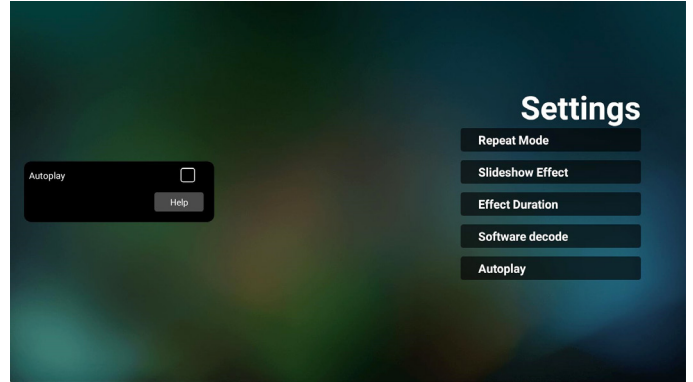 Settings
Repeat Mode
Slideshow Effect
Effect Duration
Software decode
Autoplay
Autoplay
Help